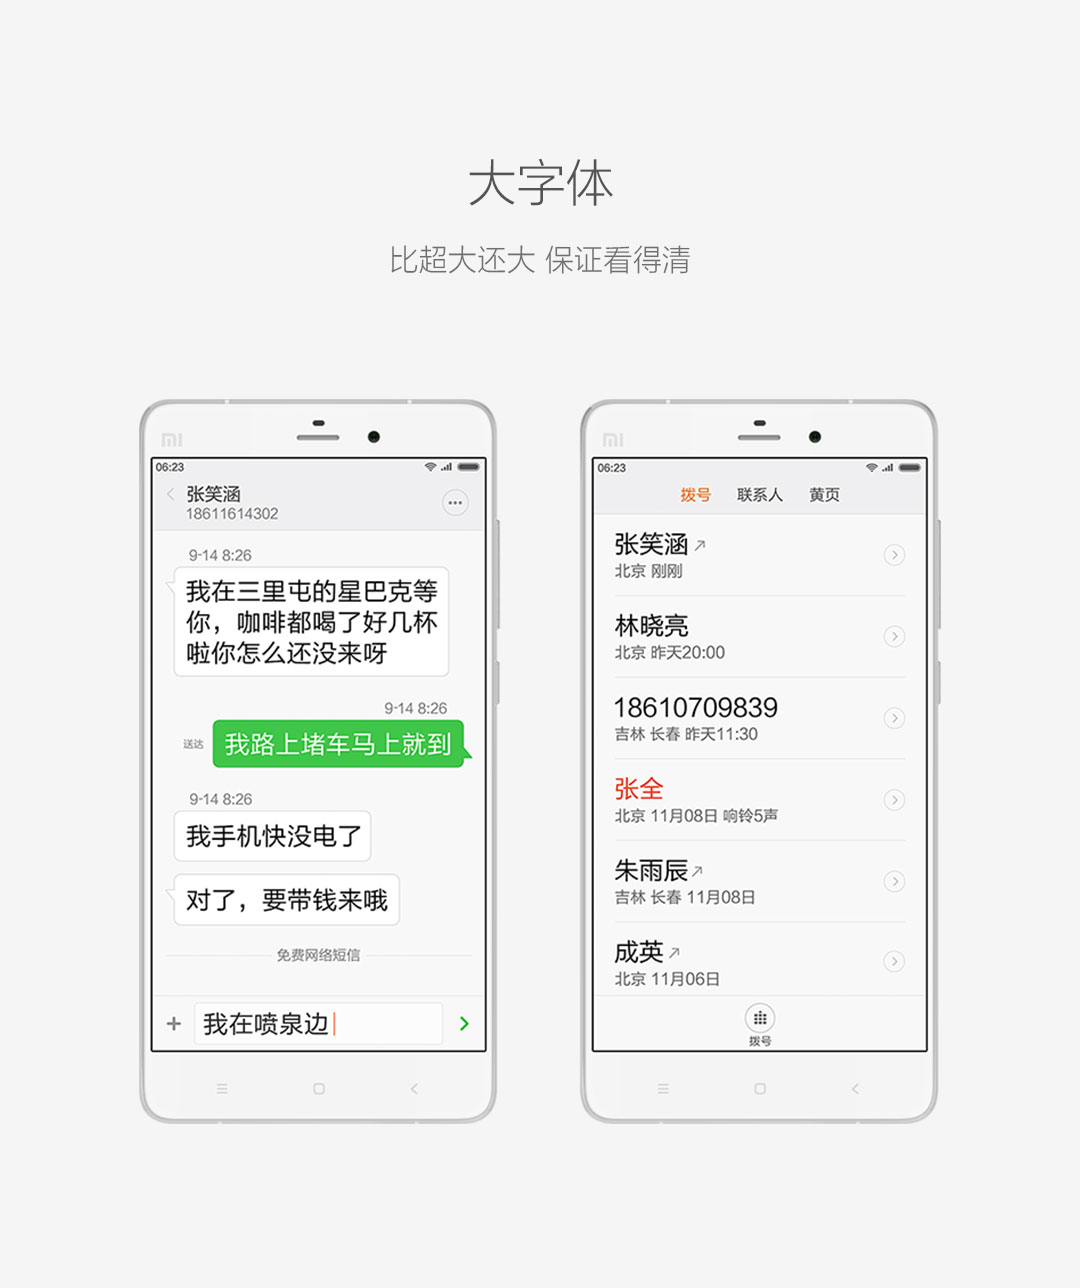 大字体
比超大还大 保证看得清
mi
06:23
张笑涵
18611614302
9-14 8:26
我在三里屯的星巴克等
你，咖啡都喝了好几杯
啦你怎么还没来呀
9-14 8:26
送达
我路上堵车马上就到
9-14 8:26
我手机快没电了
对了，要带钱来哦
免费网络短信
我在喷泉边
mi
06:23
拨号 联系人 黄页
张笑涵
北京 刚刚
林晓亮
北京 昨天20:00
18610709839
吉林 长春 昨天11:30
张全
北京 11月08日 响铃5声
朱雨辰
吉林 长春 11月08日
成英
北京 11月06日
拨号